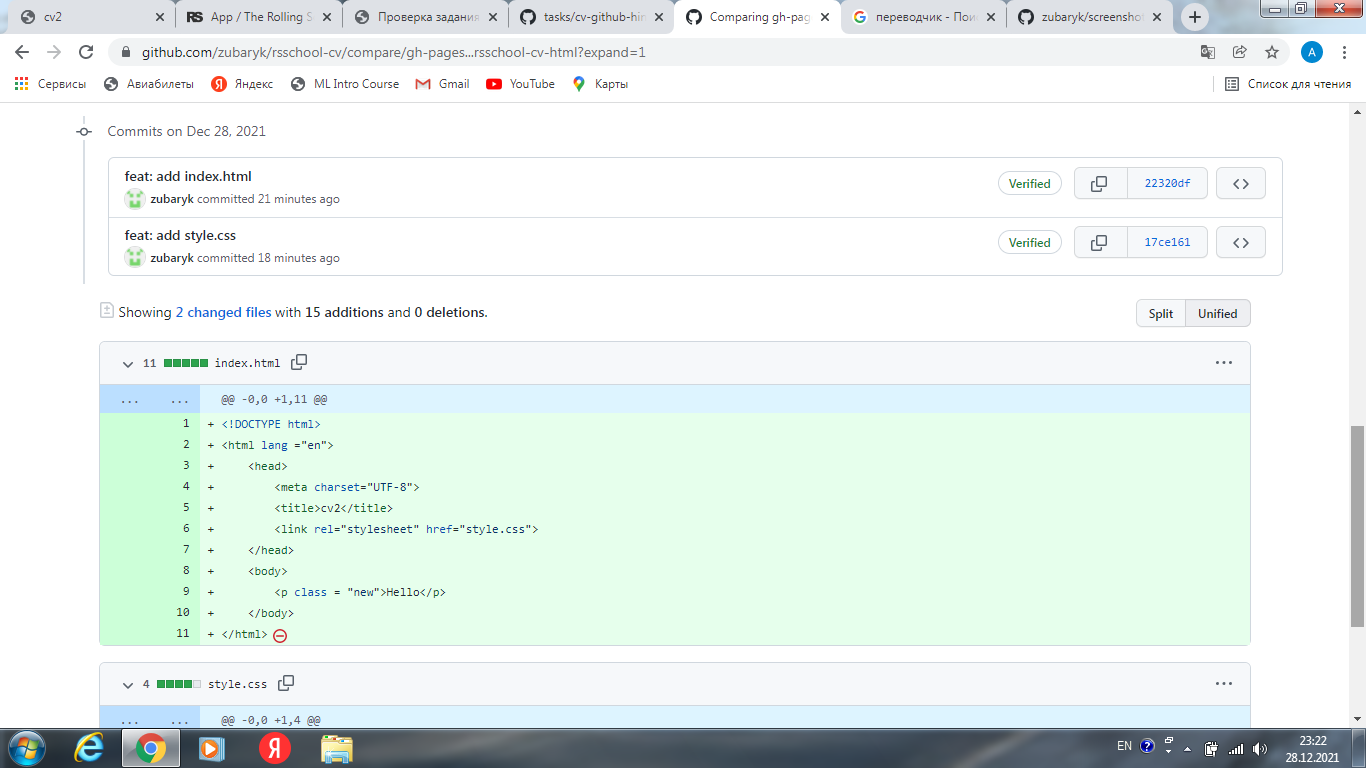 cv2
RS App / The Rolling S
Проверка задания
tasks/cv-github-hin
Comparing gh-pag
переводчик - Пои
zubaryk/screensho
github.com/zubaryk/rsschool-cv/compare/gh-pages...rsschool-cv-html?expand=1
A
Сервисы Авиабилеты Я Яндекс ML Intro Course Gmail YouTube Карты Список для чтения
Commits on Dec 28, 2021
feat: add index.html
zubaryk committed 21 minutes ago
Verified 22320df
feat: add style.css
zubaryk committed 18 minutes ago
Verified 17ce161
Showing 2 changed files with 15 additions and 0 deletions.
Split Unified
11 index.html
... ... @@ -0,0 +1,11 @@
1 + <!DOCTYPE html>
2 + <html lang ="en">
3 + <head>
4 + <meta charset="UTF-8">
5 + <title>cv2</title>
6 + <link rel="stylesheet" href="style.css">
7 + </head>
8 + <body>
9 + <p class = "new">Hello</p>
10 + </body>
11 + </html>
4 style.css
... ... @@ -0,0 +1,4 @@
Я
EN
23:22
28.12.2021